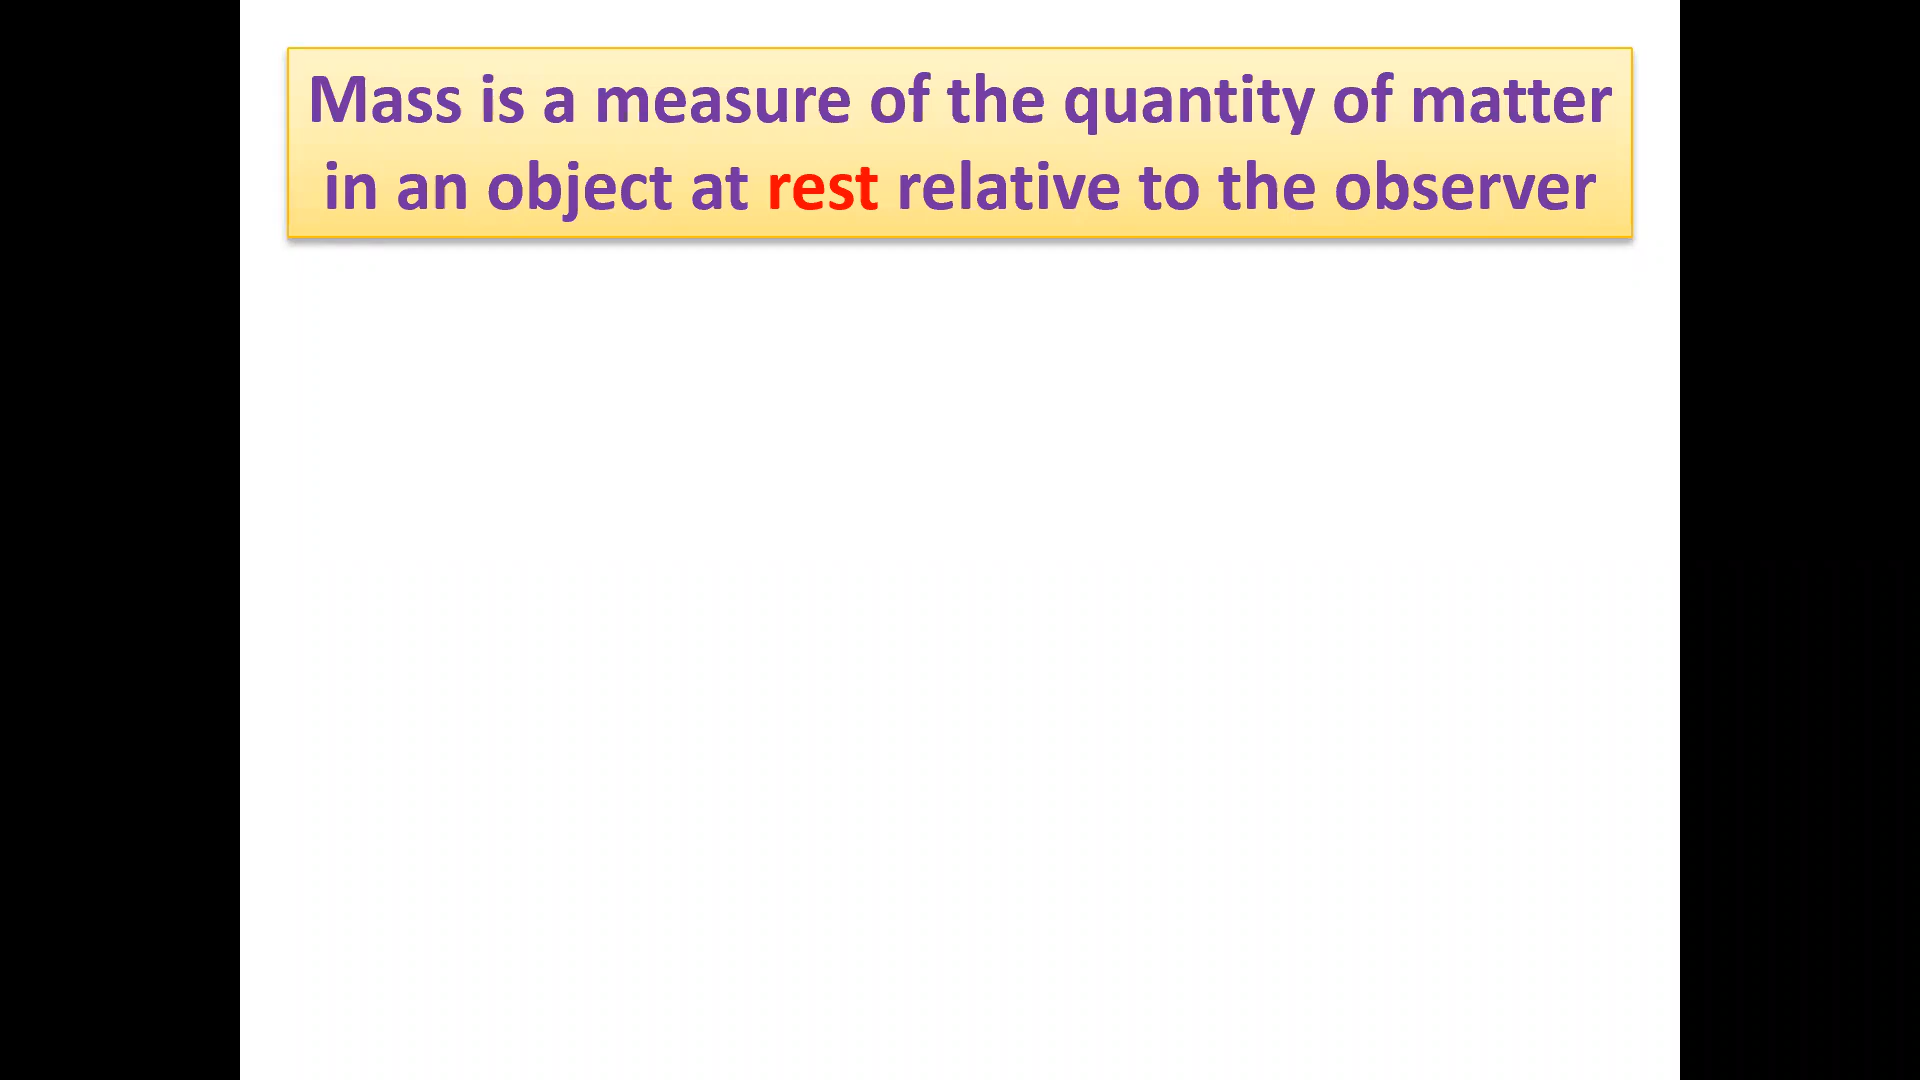 Mass is a measure of the quantity of matter
in an object at rest relative to the observer